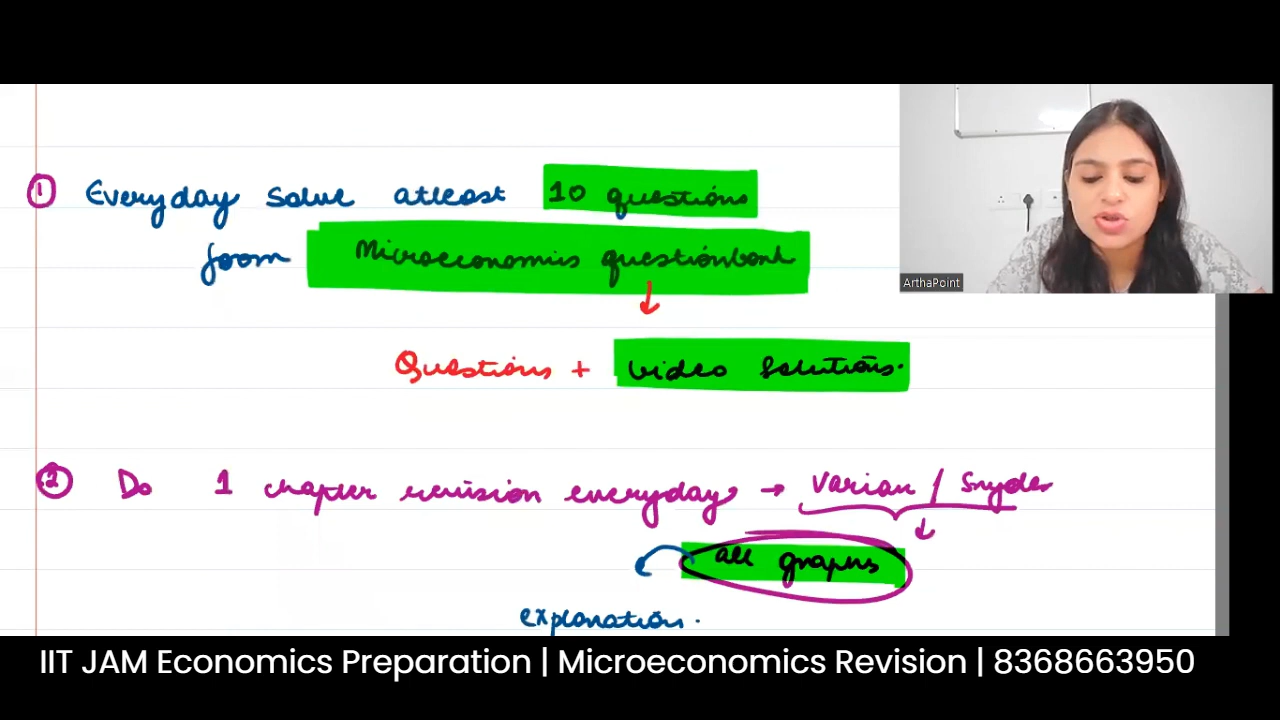 ① Everyday solve atleast 10 questions
from Microeconomics questionbank
↓
Questions + video solutions.
② Do 1 chapter revision everyday → Varian / Snyder
↓
all graphs
explanation.
ArthaPoint
IIT JAM Economics Preparation | Microeconomics Revision | 8368663950